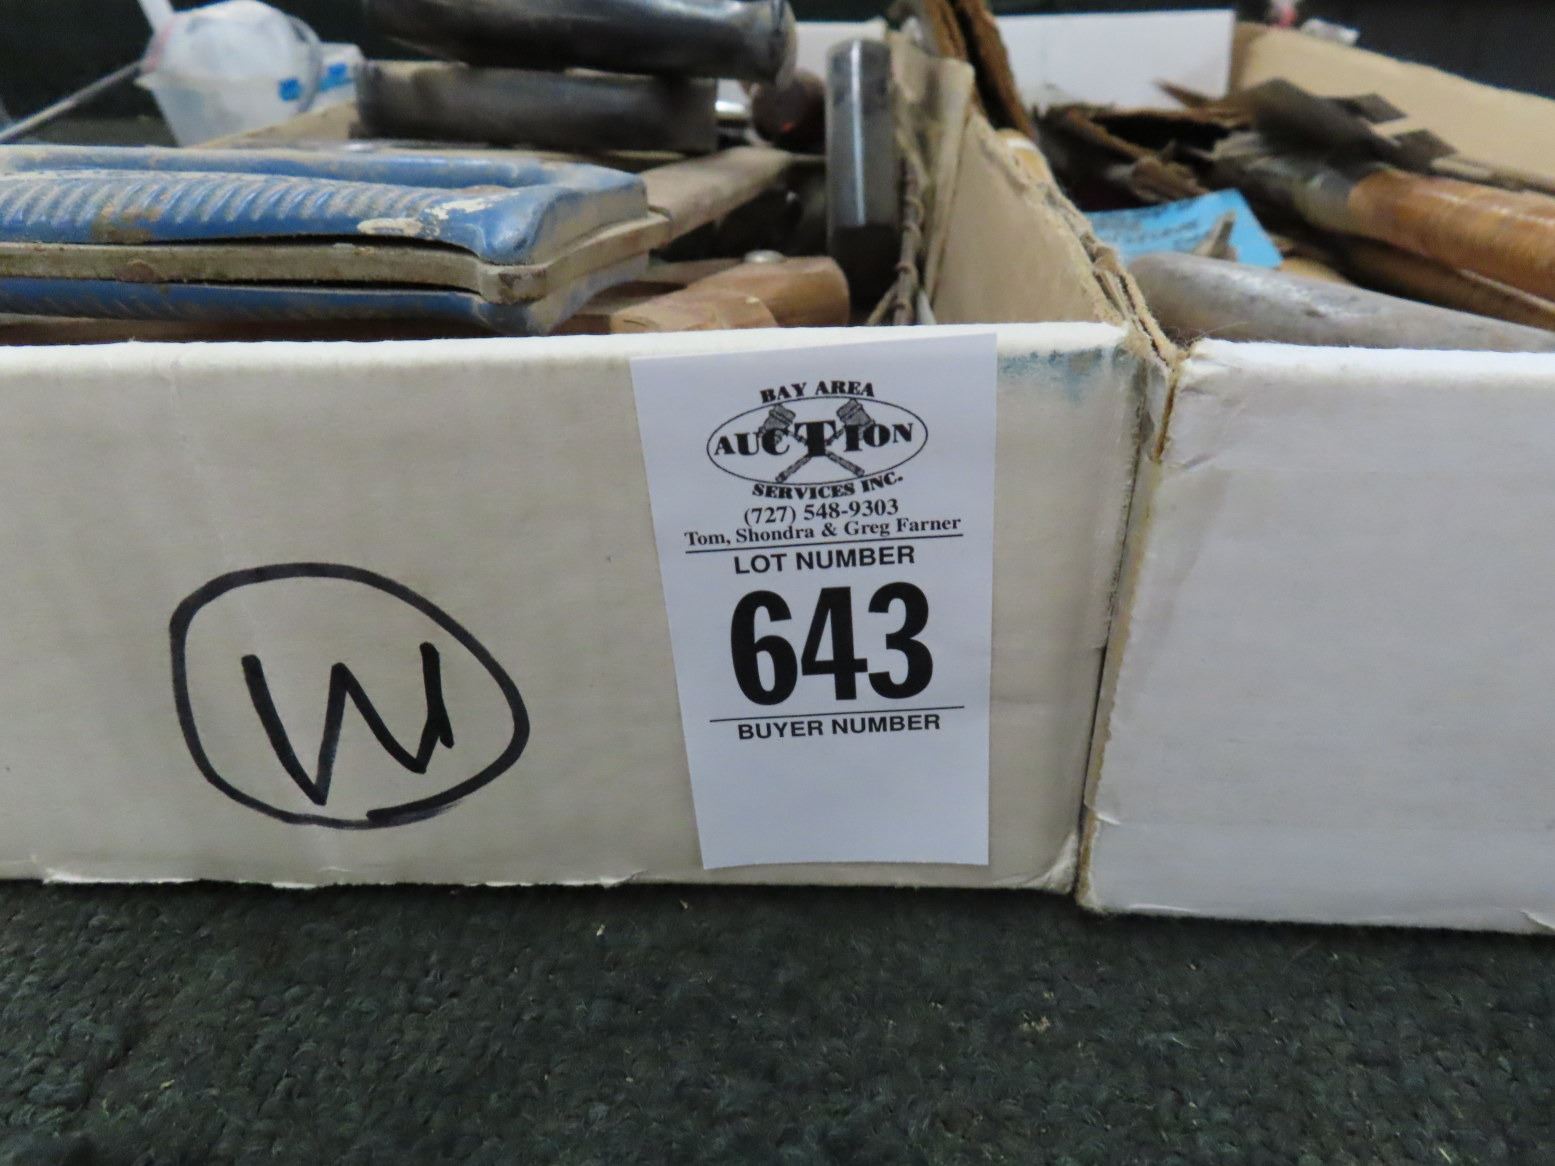 BAY AREA
AUCTION
SERVICES INC.
(727) 548-9303
Tom, Shondra & Greg Farner
LOT NUMBER
643
BUYER NUMBER
W